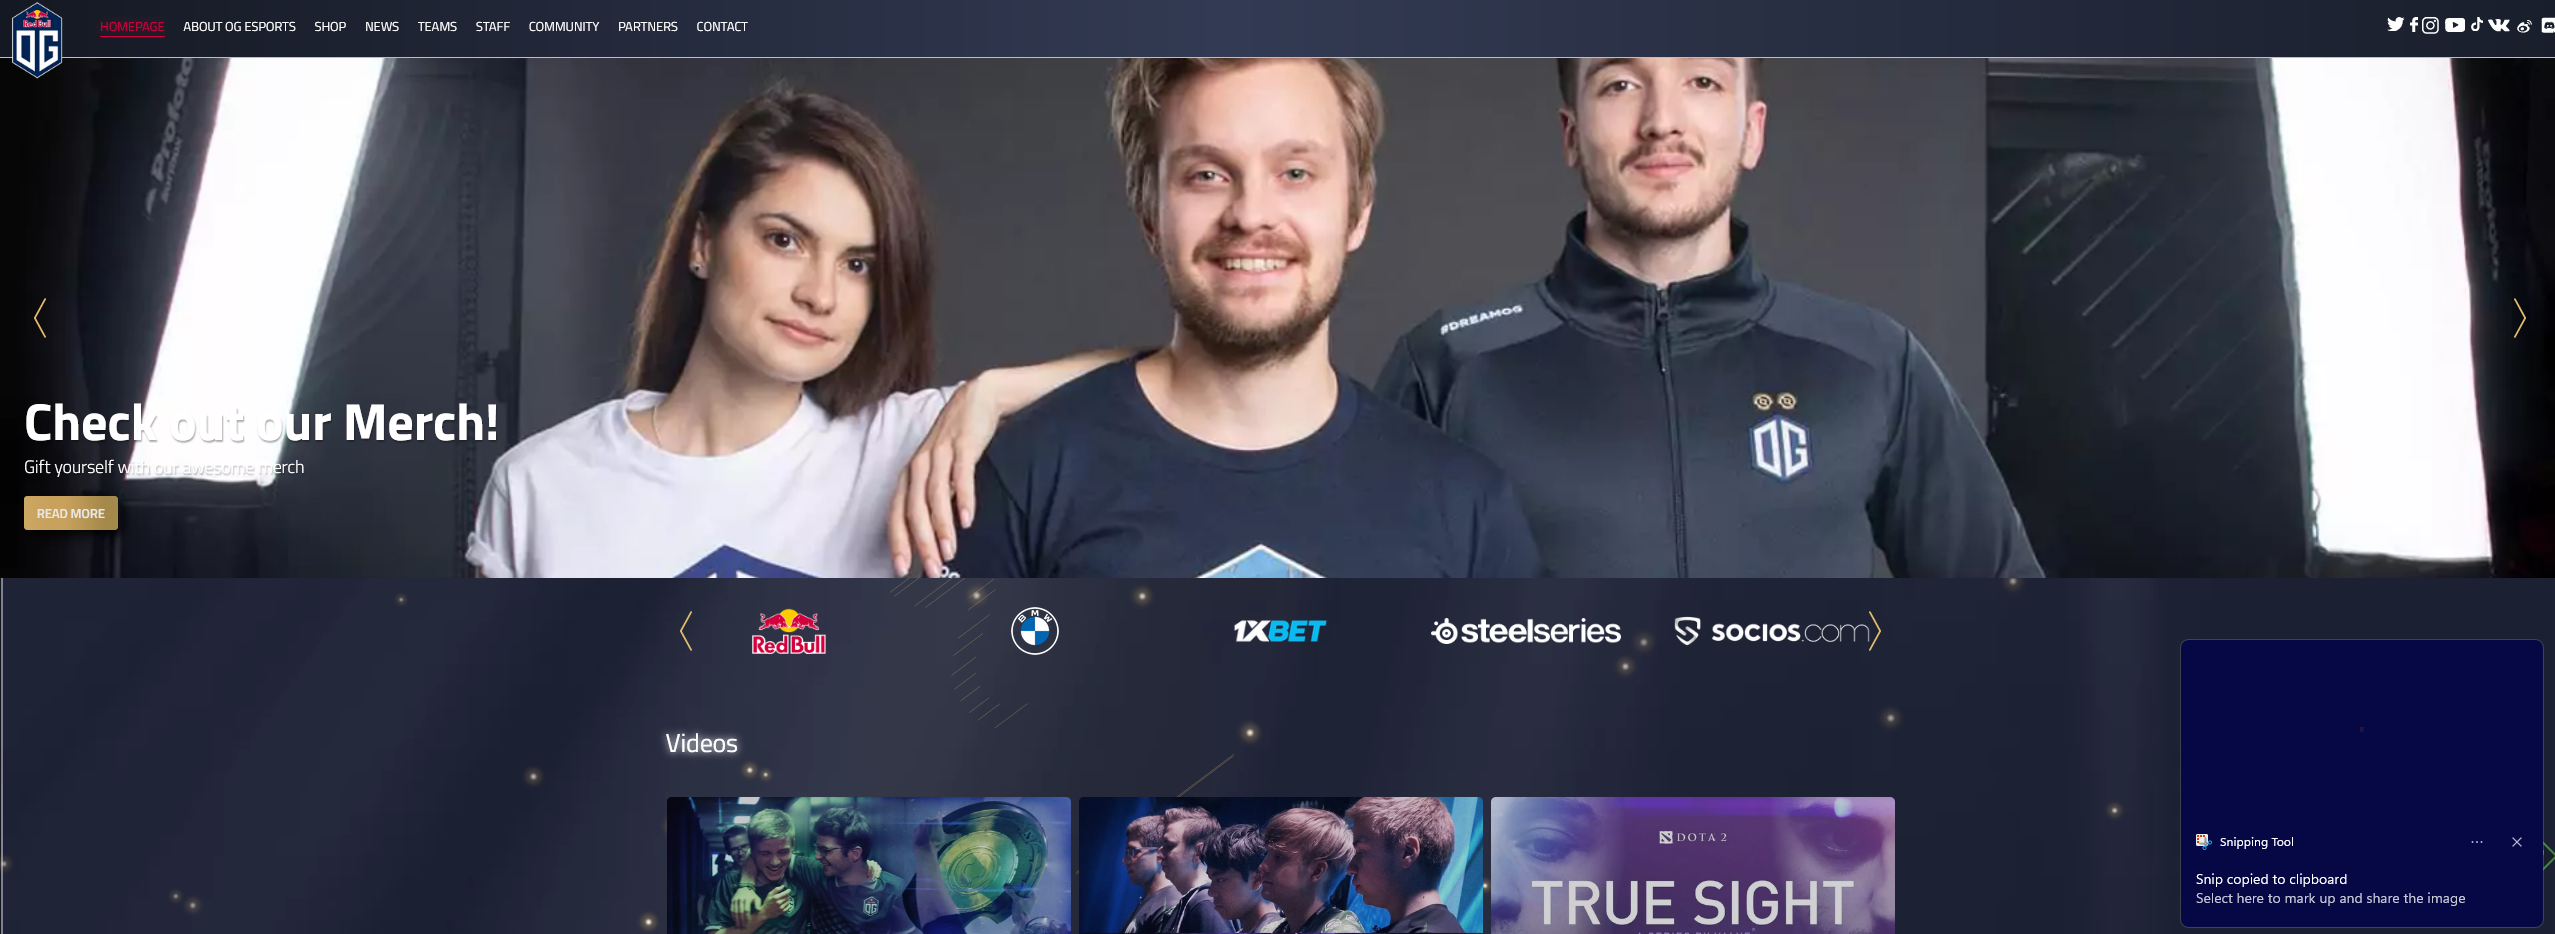 Red Bull
OG
HOMEPAGE
ABOUT OG ESPORTS
SHOP
NEWS
TEAMS
STAFF
COMMUNITY
PARTNERS
CONTACT
Profoto
#DREAMOG
OG
Check out our Merch!
Gift yourself with our awesome merch
READ MORE
Red Bull
BMW
1XBET
steelseries
SOCIOS.com
Videos
DOTA 2
TRUE SIGHT
Snipping Tool
Snip copied to clipboard
Select here to mark up and share the image